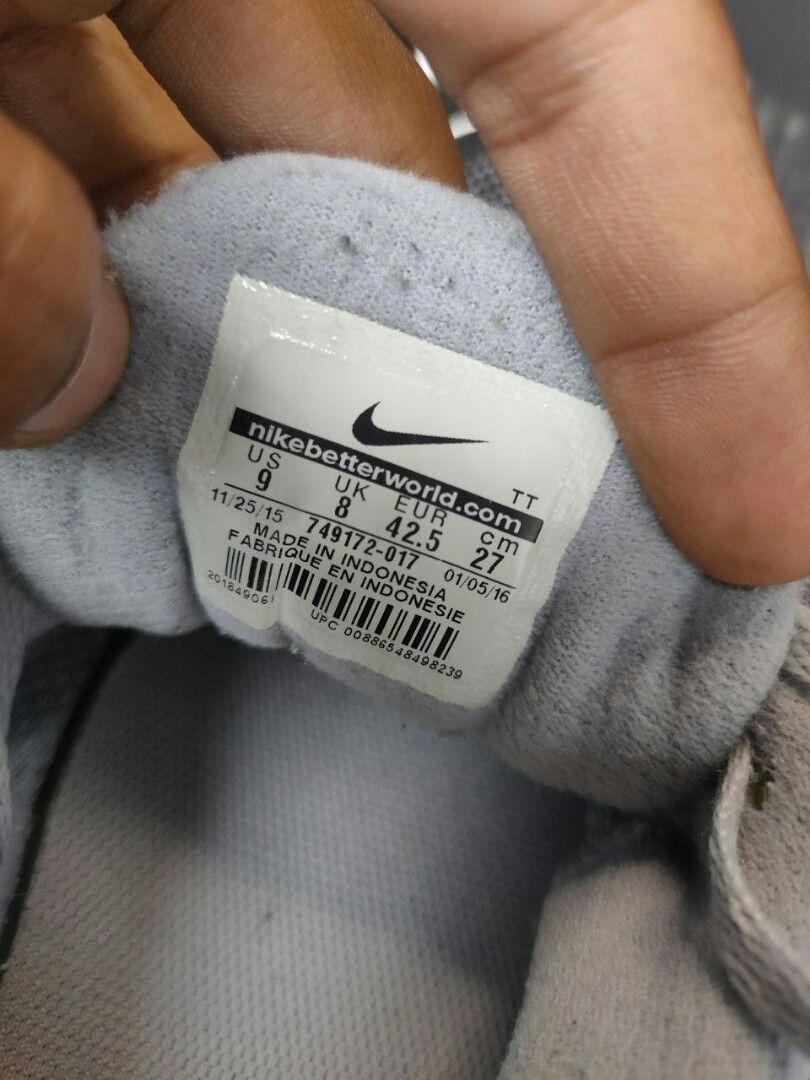 TT
nikebetterworld.com
US UK EUR cm
9 8 42.5 27
11/25/15 749172-017 01/05/16
MADE IN INDONESIA
FABRIQUE EN INDONESIE
UPC 00886548498239